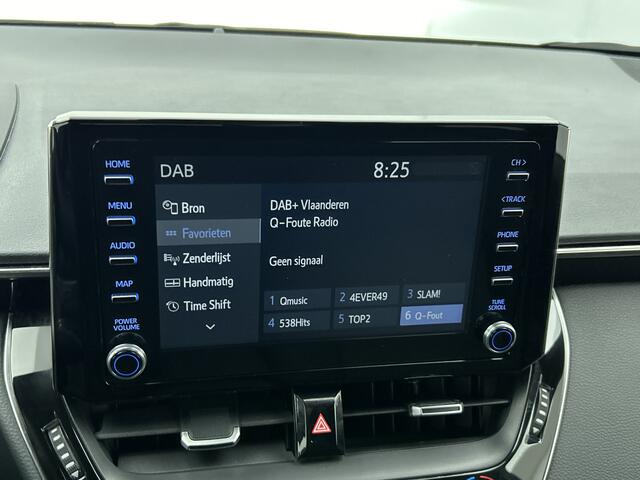 HOME
MENU
AUDIO
MAP
POWER
VOLUME
DAB
8:25
Bron
Favorieten
Zenderlijst
Handmatig
Time Shift
DAB+ Vlaanderen
Q-Foute Radio
Geen signaal
1 Qmusic
2 4EVER49
3 SLAM!
4 538Hits
5 TOP2
6 Q-Fout
CH >
< TRACK
PHONE
SETUP
TUNE
SCROLL